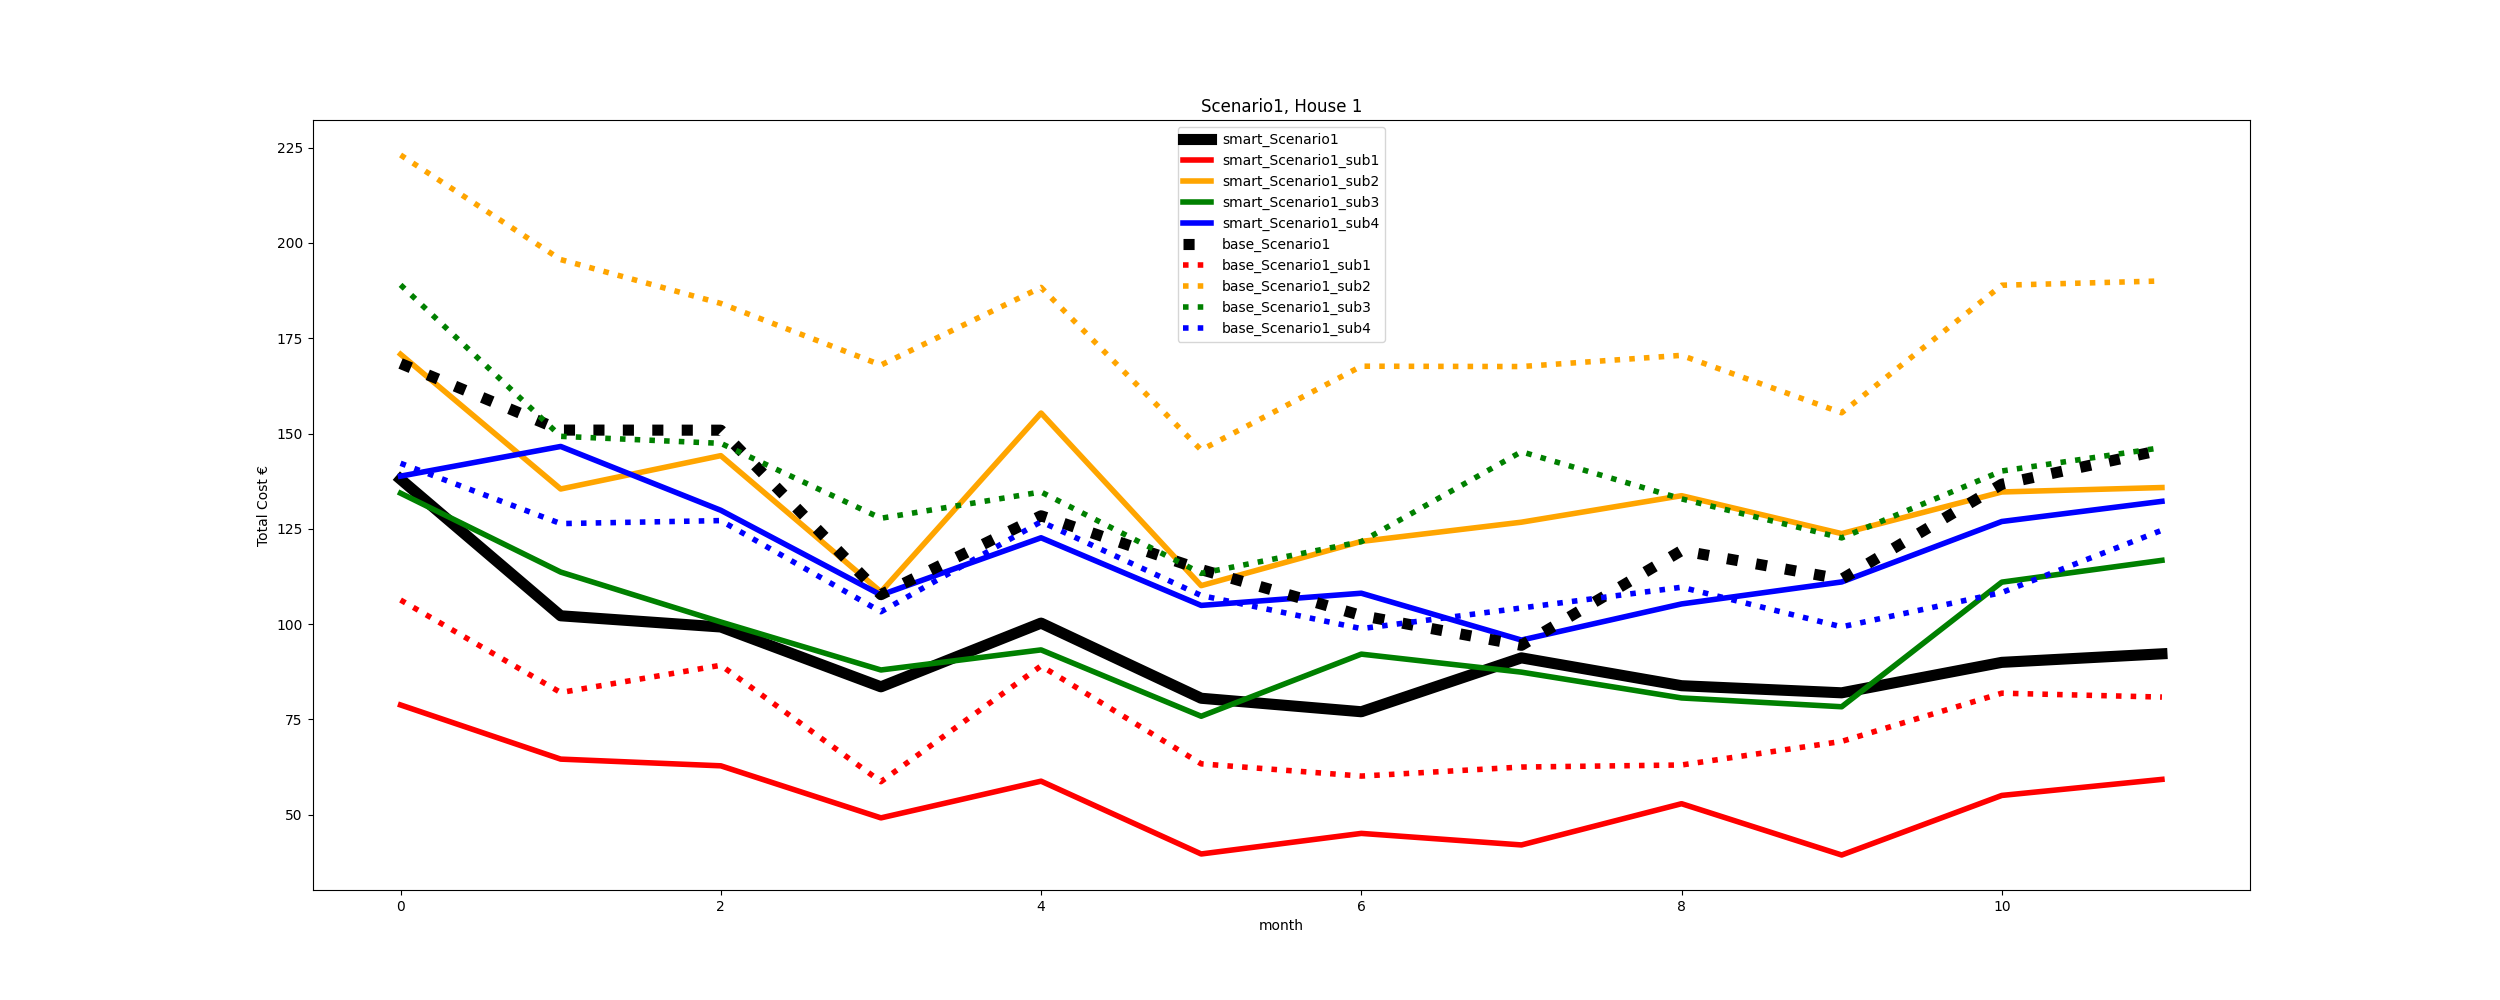 Scenario1, House 1
smart_Scenario1
smart_Scenario1_sub1
smart_Scenario1_sub2
smart_Scenario1_sub3
smart_Scenario1_sub4
base_Scenario1
base_Scenario1_sub1
base_Scenario1_sub2
base_Scenario1_sub3
base_Scenario1_sub4
225
200
175
150
125
100
75
50
Total Cost €
0 2 4 6 8 10
month